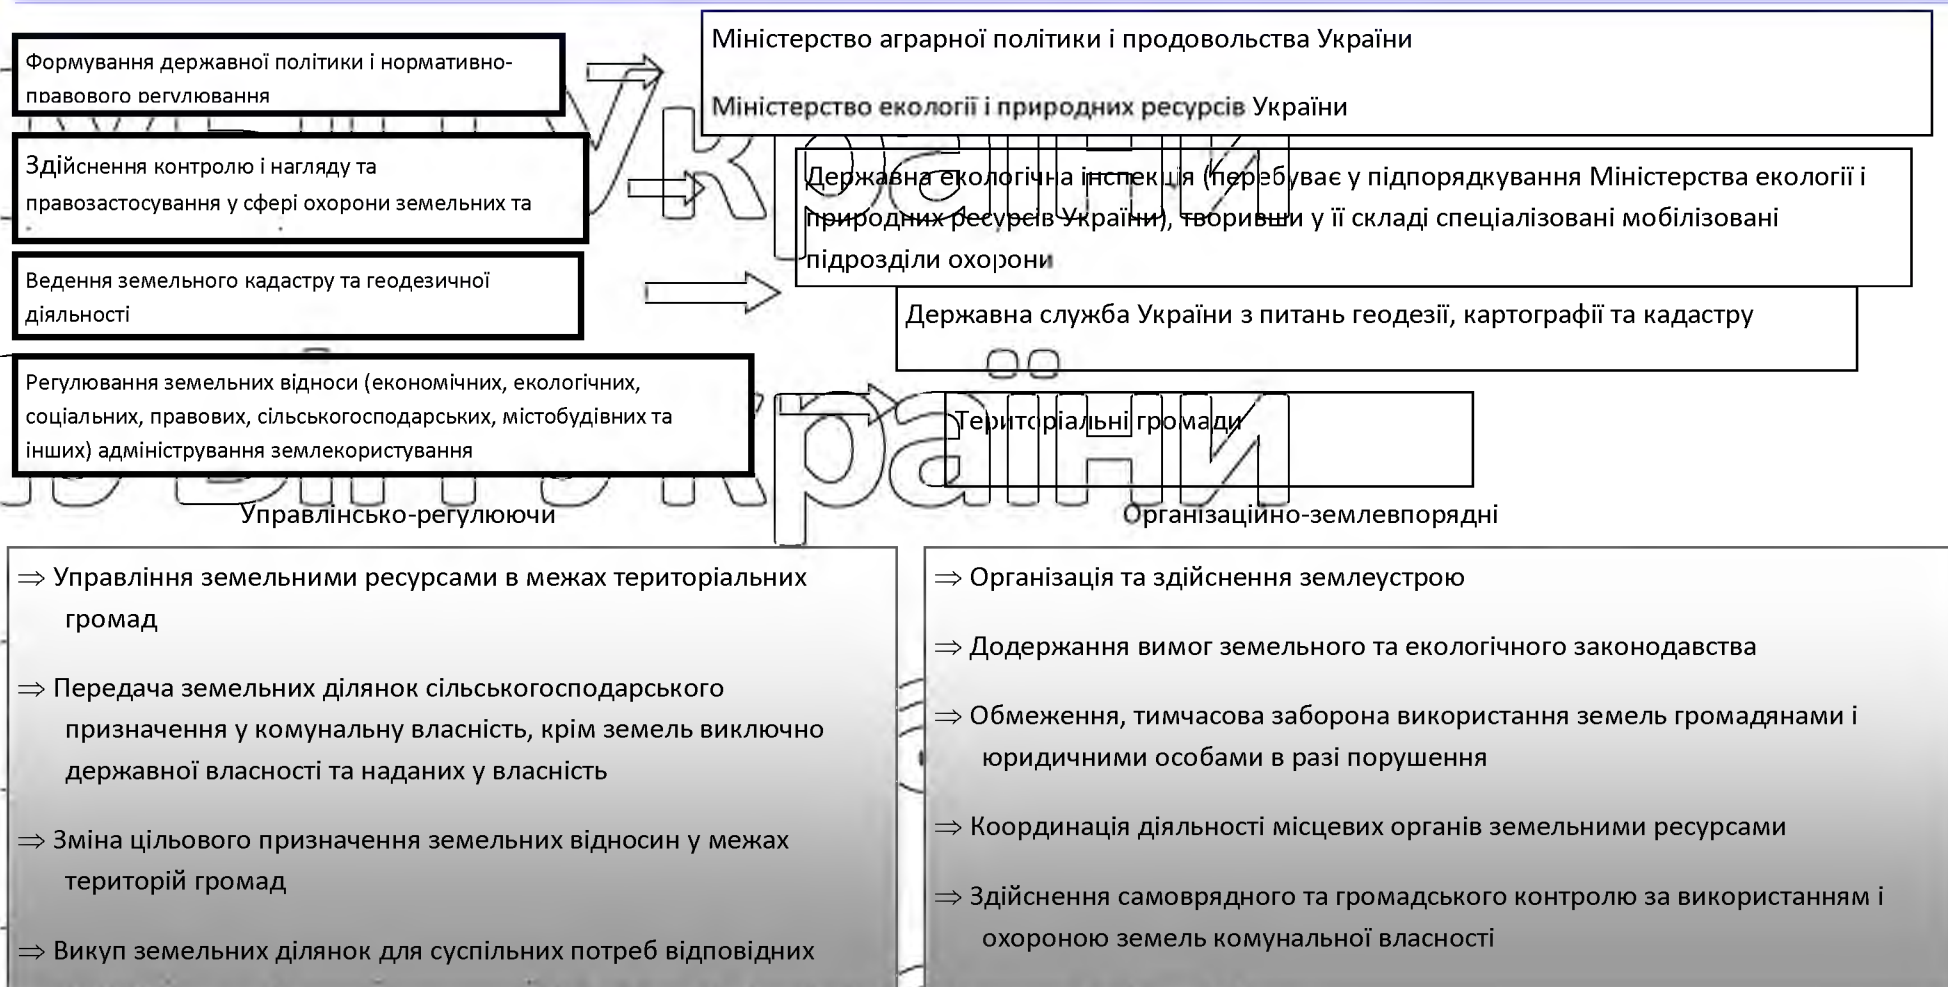 Формування державної політики і нормативно-
правового регулювання
Міністерство аграрної політики і продовольства України
Міністерство екології і природних ресурсів України
Здійснення контролю і нагляду та
правозастосування у сфері охорони земельних та
Державна екологічна інспекція (перебуває у підпорядкування Міністерства екології і
природних ресурсів України), творивши у її складі спеціалізовані мобілізовані
підрозділи охорони
Ведення земельного кадастру та геодезичної
діяльності
Державна служба України з питань геодезії, картографії та кадастру
Регулювання земельних відноси (економічних, екологічних,
соціальних, правових, сільськогосподарських, містобудівних та
інших) адміністрування землекористування
Територіальні громади
Управлінсько-регулюючи
⇒ Управління земельними ресурсами в межах територіальних
громад
⇒ Передача земельних ділянок сільськогосподарського
призначення у комунальну власність, крім земель виключно
державної власності та наданих у власність
⇒ Зміна цільового призначення земельних відносин у межах
територій громад
⇒ Викуп земельних ділянок для суспільних потреб відповідних
Організаційно-землевпорядні
⇒ Організація та здійснення землеустрою
⇒ Додержання вимог земельного та екологічного законодавства
⇒ Обмеження, тимчасова заборона використання земель громадянами і
юридичними особами в разі порушення
⇒ Координація діяльності місцевих органів земельними ресурсами
⇒ Здійснення самоврядного та громадського контролю за використанням і
охороною земель комунальної власності